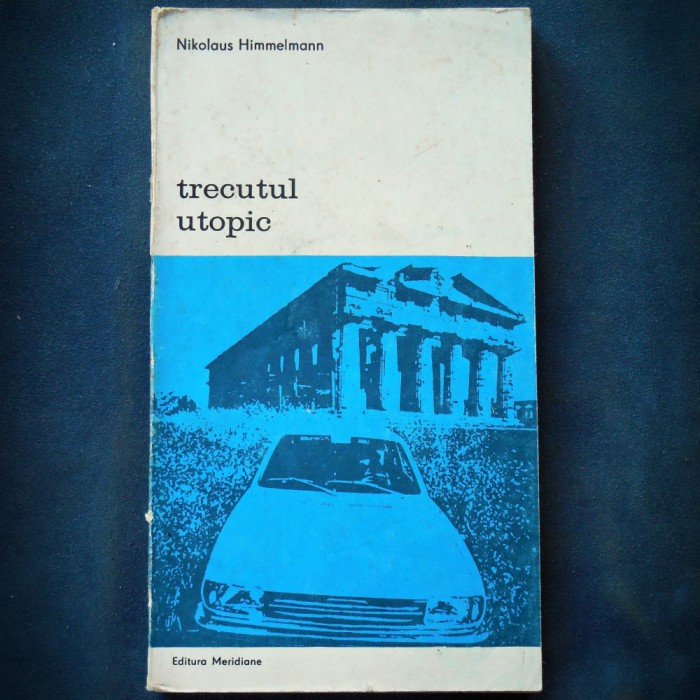 Nikolaus Himmelmann
trecutul
utopic
Editura Meridiane